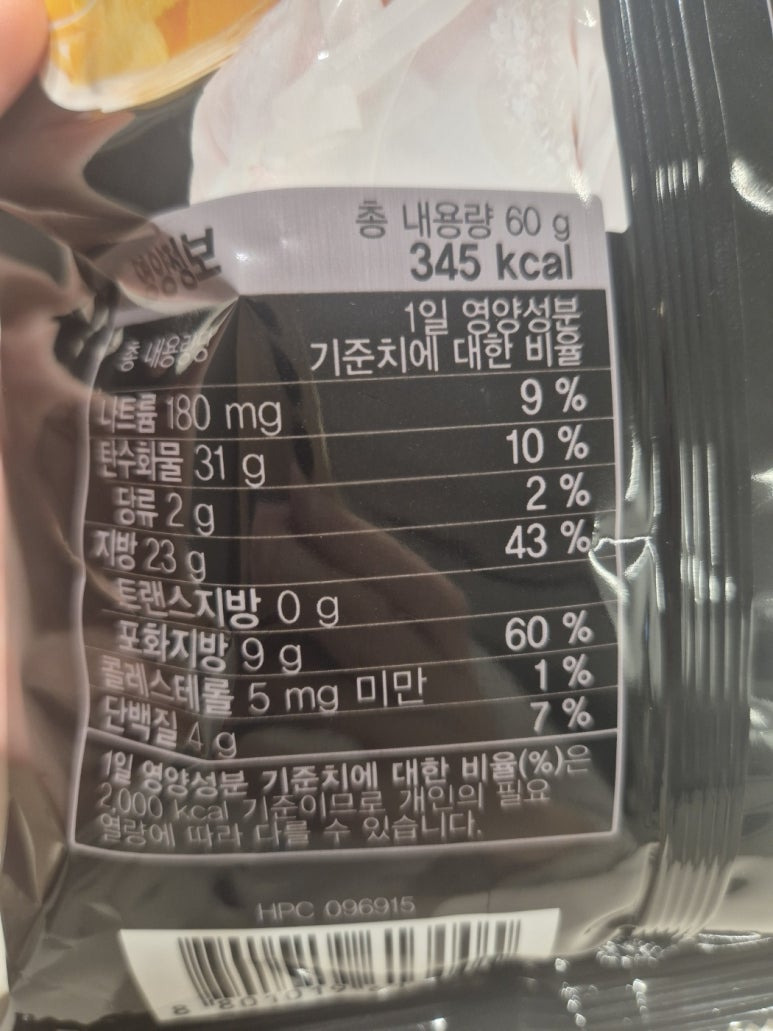 영양정보
총 내용량 60 g
345 kcal
총 내용량당
1일 영양성분
기준치에 대한 비율
나트륨 180 mg 9 %
탄수화물 31 g 10 %
당류 2 g 2 %
지방 23 g 43 %
트랜스지방 0 g
포화지방 9 g 60 %
콜레스테롤 5 mg 미만 1 %
단백질 4 g 7 %
1일 영양성분 기준치에 대한 비율(%)은
2,000 kcal 기준이므로 개인의 필요
열량에 따라 다를 수 있습니다.
HPC 096915